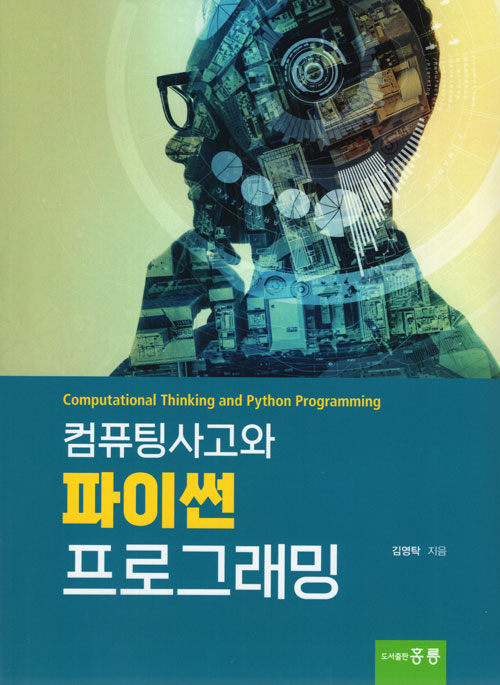 Computational Thinking and Python Programming
컴퓨팅사고와
파이썬
프로그래밍
김영탁 지음
도서출판 홍릉